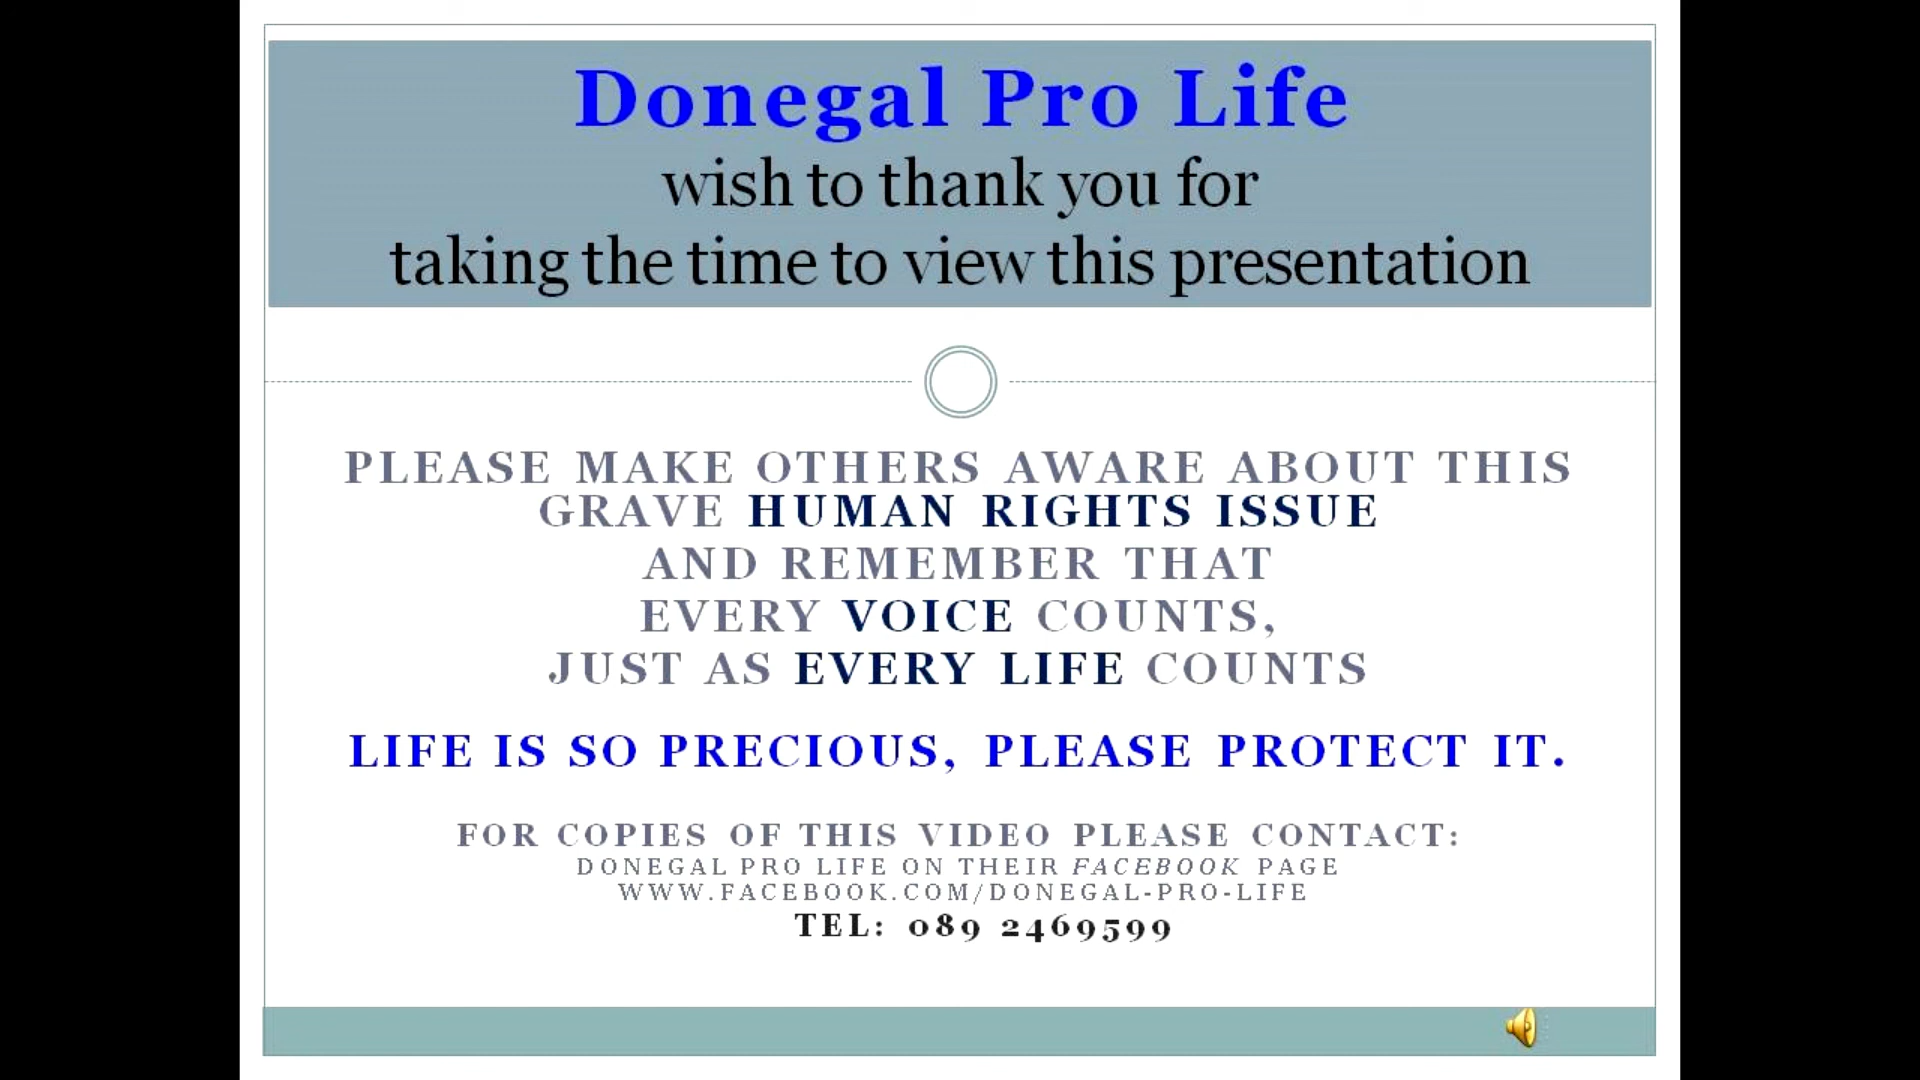 Donegal Pro Life
wish to thank you for
taking the time to view this presentation
PLEASE MAKE OTHERS AWARE ABOUT THIS
GRAVE HUMAN RIGHTS ISSUE
AND REMEMBER THAT
EVERY VOICE COUNTS,
JUST AS EVERY LIFE COUNTS
LIFE IS SO PRECIOUS, PLEASE PROTECT IT.
FOR COPIES OF THIS VIDEO PLEASE CONTACT:
DONEGAL PRO LIFE ON THEIR FACEBOOK PAGE
WWW.FACEBOOK.COM/DONEGAL-PRO-LIFE
TEL: 089 2469599